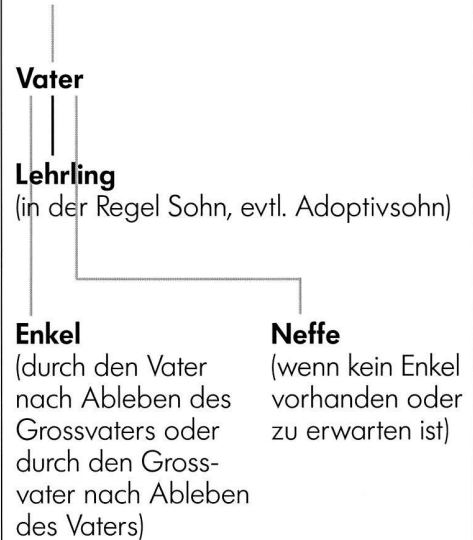 Vater
Lehrling
(in der Regel Sohn, evtl. Adoptivsohn)
Enkel
(durch den Vater
nach Ableben des
Grossvaters oder
durch den Gross-
vater nach Ableben
des Vaters)
Neffe
(wenn kein Enkel
vorhanden oder
zu erwarten ist)